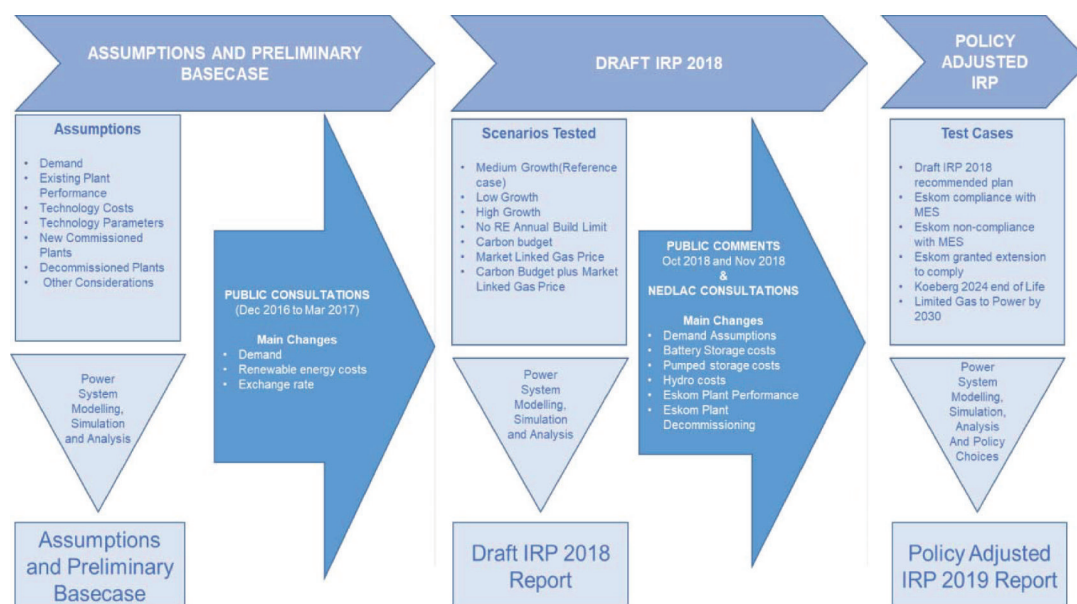 ASSUMPTIONS AND PRELIMINARY
BASECASE
Assumptions
• Demand
• Existing Plant
Performance
• Technology Costs
• Technology Parameters
• New Commissioned
Plants
• Decommissioned Plants
• Other Considerations
Power
System
Modelling,
Simulation
and Analysis
Assumptions
and Preliminary
Basecase
PUBLIC CONSULTATIONS
(Dec 2016 to Mar 2017)
Main Changes
• Demand
• Renewable energy costs
• Exchange rate
DRAFT IRP 2018
Scenarios Tested
• Medium Growth(Reference
case)
• Low Growth
• High Growth
• No RE Annual Build Limit
• Carbon budget
• Market Linked Gas Price
• Carbon Budget plus Market
Linked Gas Price
Power
System
Modelling,
Simulation
and Analysis
Draft IRP 2018
Report
PUBLIC COMMENTS
Oct 2018 and Nov 2018
&
NEDLAC CONSULTATIONS
Main Changes
• Demand Assumptions
• Battery Storage costs
• Pumped storage costs
• Hydro costs
• Eskom Plant Performance
• Eskom Plant
Decommissioning
POLICY
ADJUSTED
IRP
Test Cases
• Draft IRP 2018
recommended plan
• Eskom compliance with
MES
• Eskom non-compliance
with MES
• Eskom granted extension
to comply
• Koeberg 2024 end of Life
• Limited Gas to Power by
2030
Power
System
Modelling,
Simulation,
Analysis
And Policy
Choices
Policy Adjusted
IRP 2019 Report